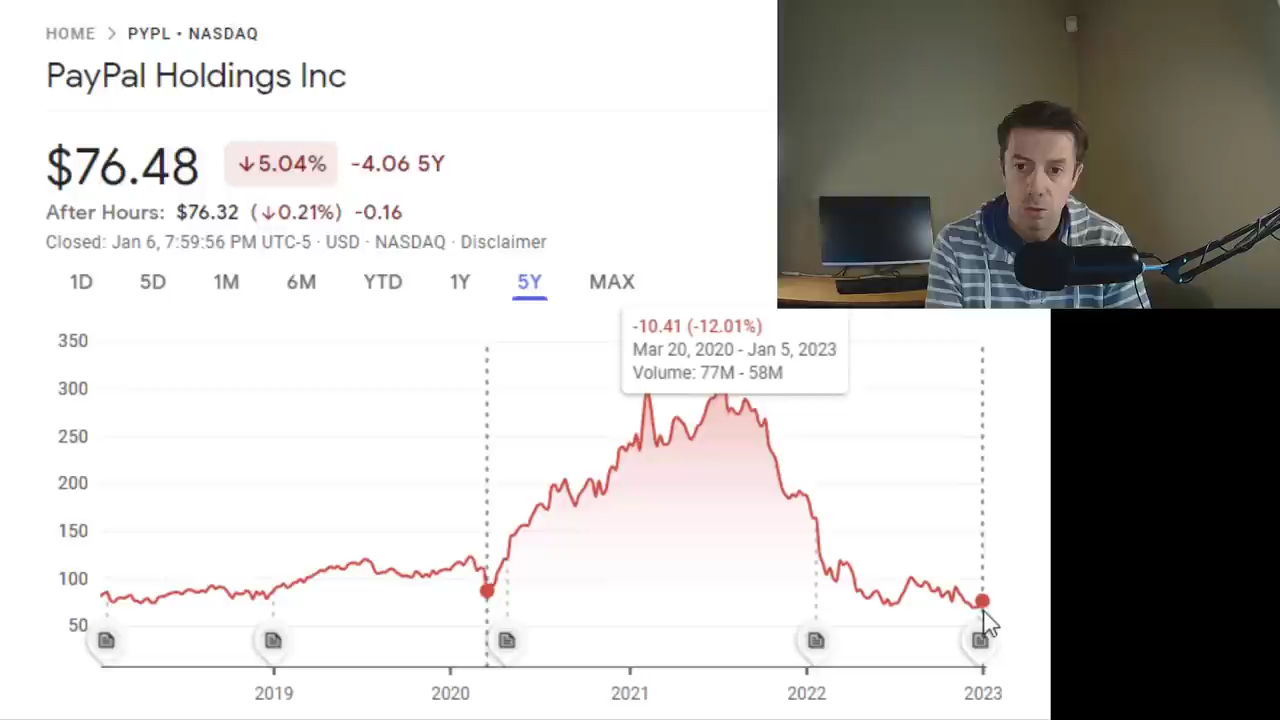 HOME > PYPL • NASDAQ
PayPal Holdings Inc
$76.48 ↓5.04% -4.06 5Y
After Hours: $76.32 (↓0.21%) -0.16
Closed: Jan 6, 7:59:56 PM UTC-5 · USD · NASDAQ · Disclaimer
1D 5D 1M 6M YTD 1Y 5Y MAX
-10.41 (-12.01%)
Mar 20, 2020 - Jan 5, 2023
Volume: 77M - 58M
350
300
250
200
150
100
50
2019 2020 2021 2022 2023